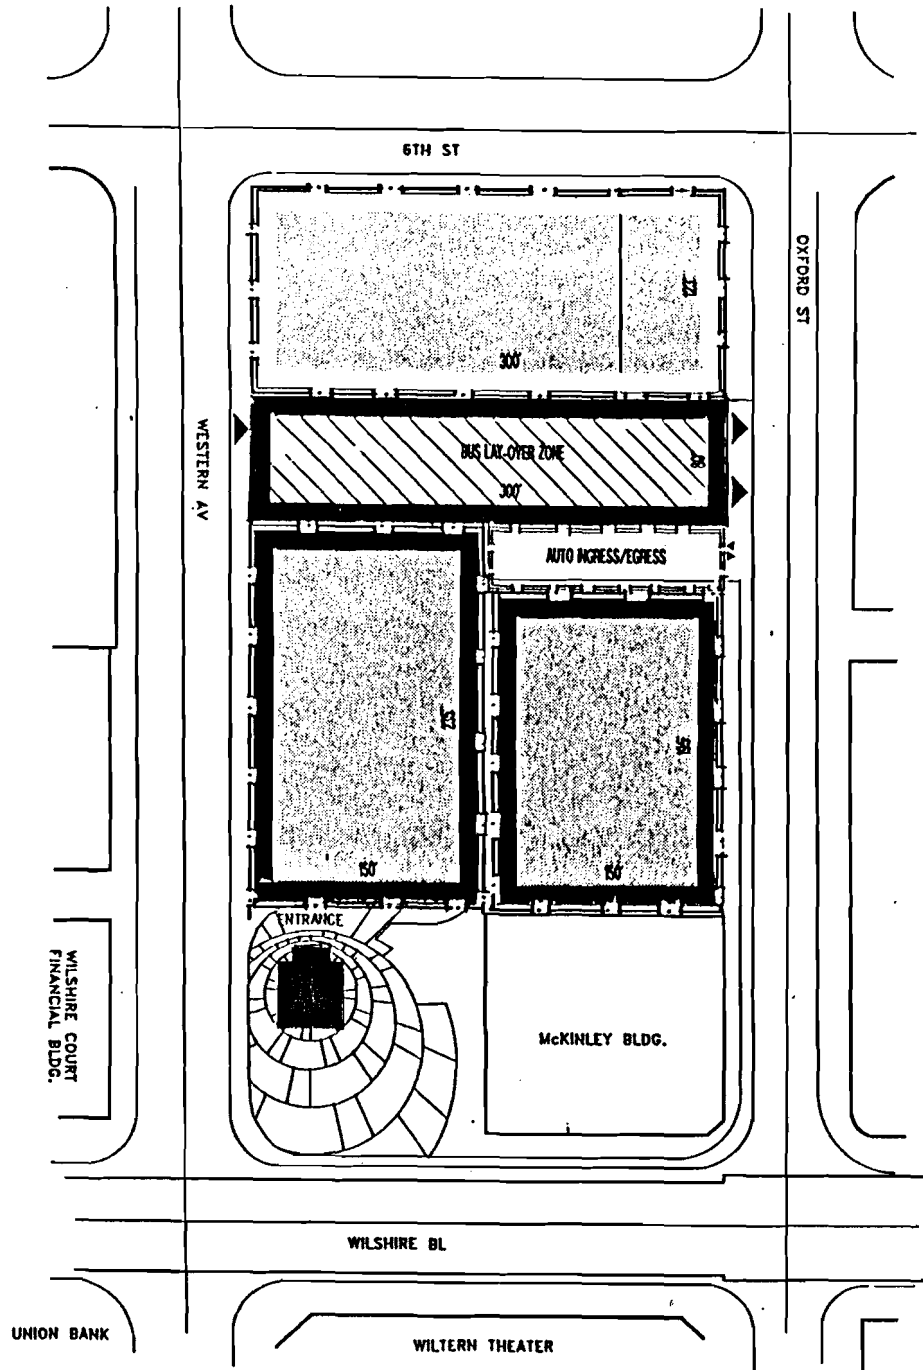 6TH ST
OXFORD ST
300'
WESTERN AV
BUS LAY-OVER ZONE
80'
300'
AUTO INGRESS/EGRESS
150'
150'
ENTRANCE
WILSHIRE COURT
FINANCIAL BLDG.
McKINLEY BLDG.
WILSHIRE BL
UNION BANK
WILTERN THEATER